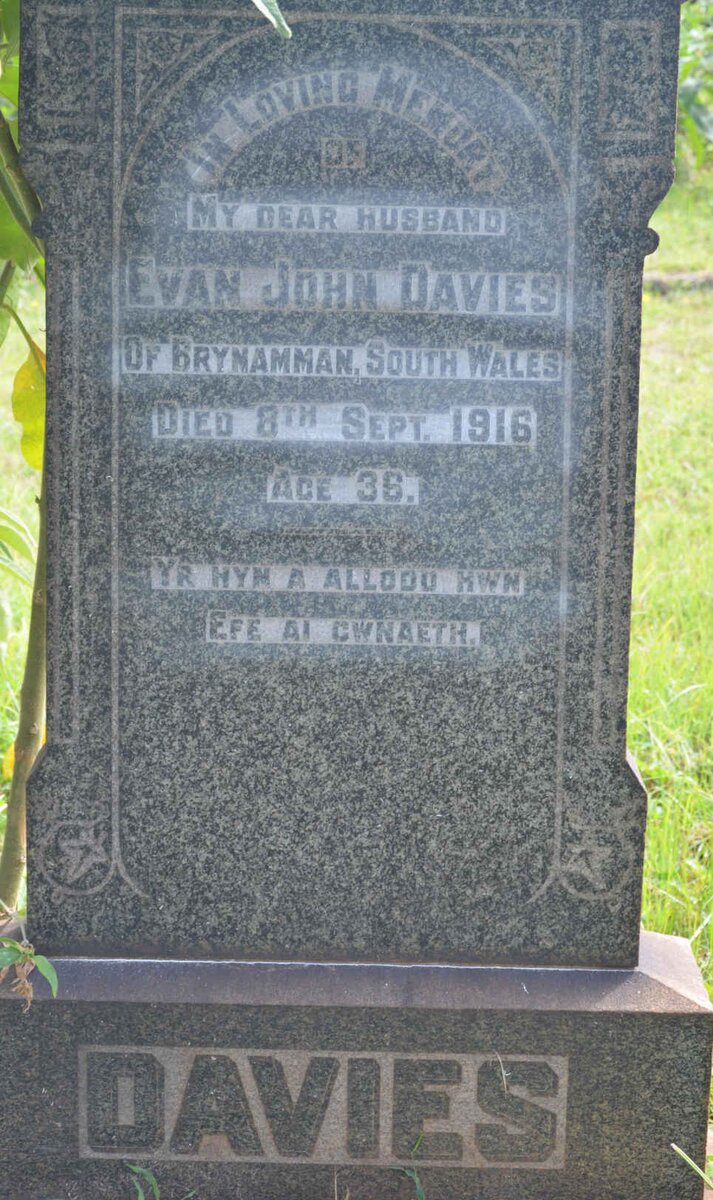 In Loving Memory
of
My dear husband
Evan John Davies
Of Brynamman, South Wales
Died 8th Sept. 1916
Age 36.
Yr hyn a allodd hwn
Efe ai gwnaeth.
DAVIES